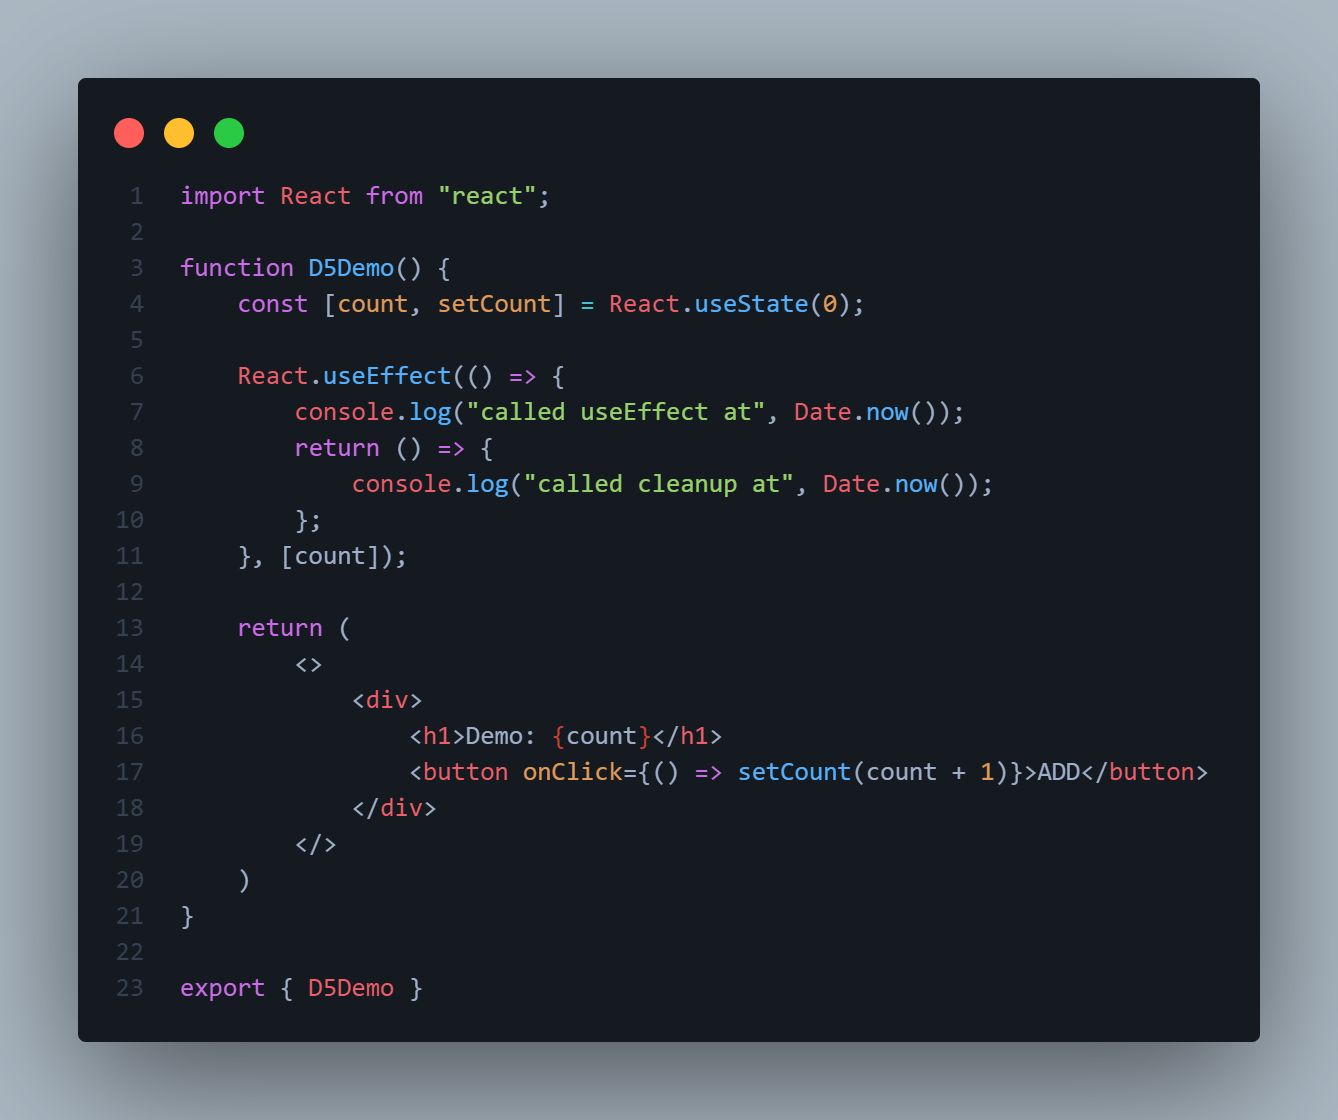 1 import React from "react";
2
3 function D5Demo() {
4     const [count, setCount] = React.useState(0);
5
6     React.useEffect(() => {
7         console.log("called useEffect at", Date.now());
8         return () => {
9             console.log("called cleanup at", Date.now());
10         };
11     }, [count]);
12
13     return (
14         <>
15             <div>
16                 <h1>Demo: {count}</h1>
17                 <button onClick={() => setCount(count + 1)}>ADD</button>
18             </div>
19         </>
20     )
21 }
22
23 export { D5Demo }